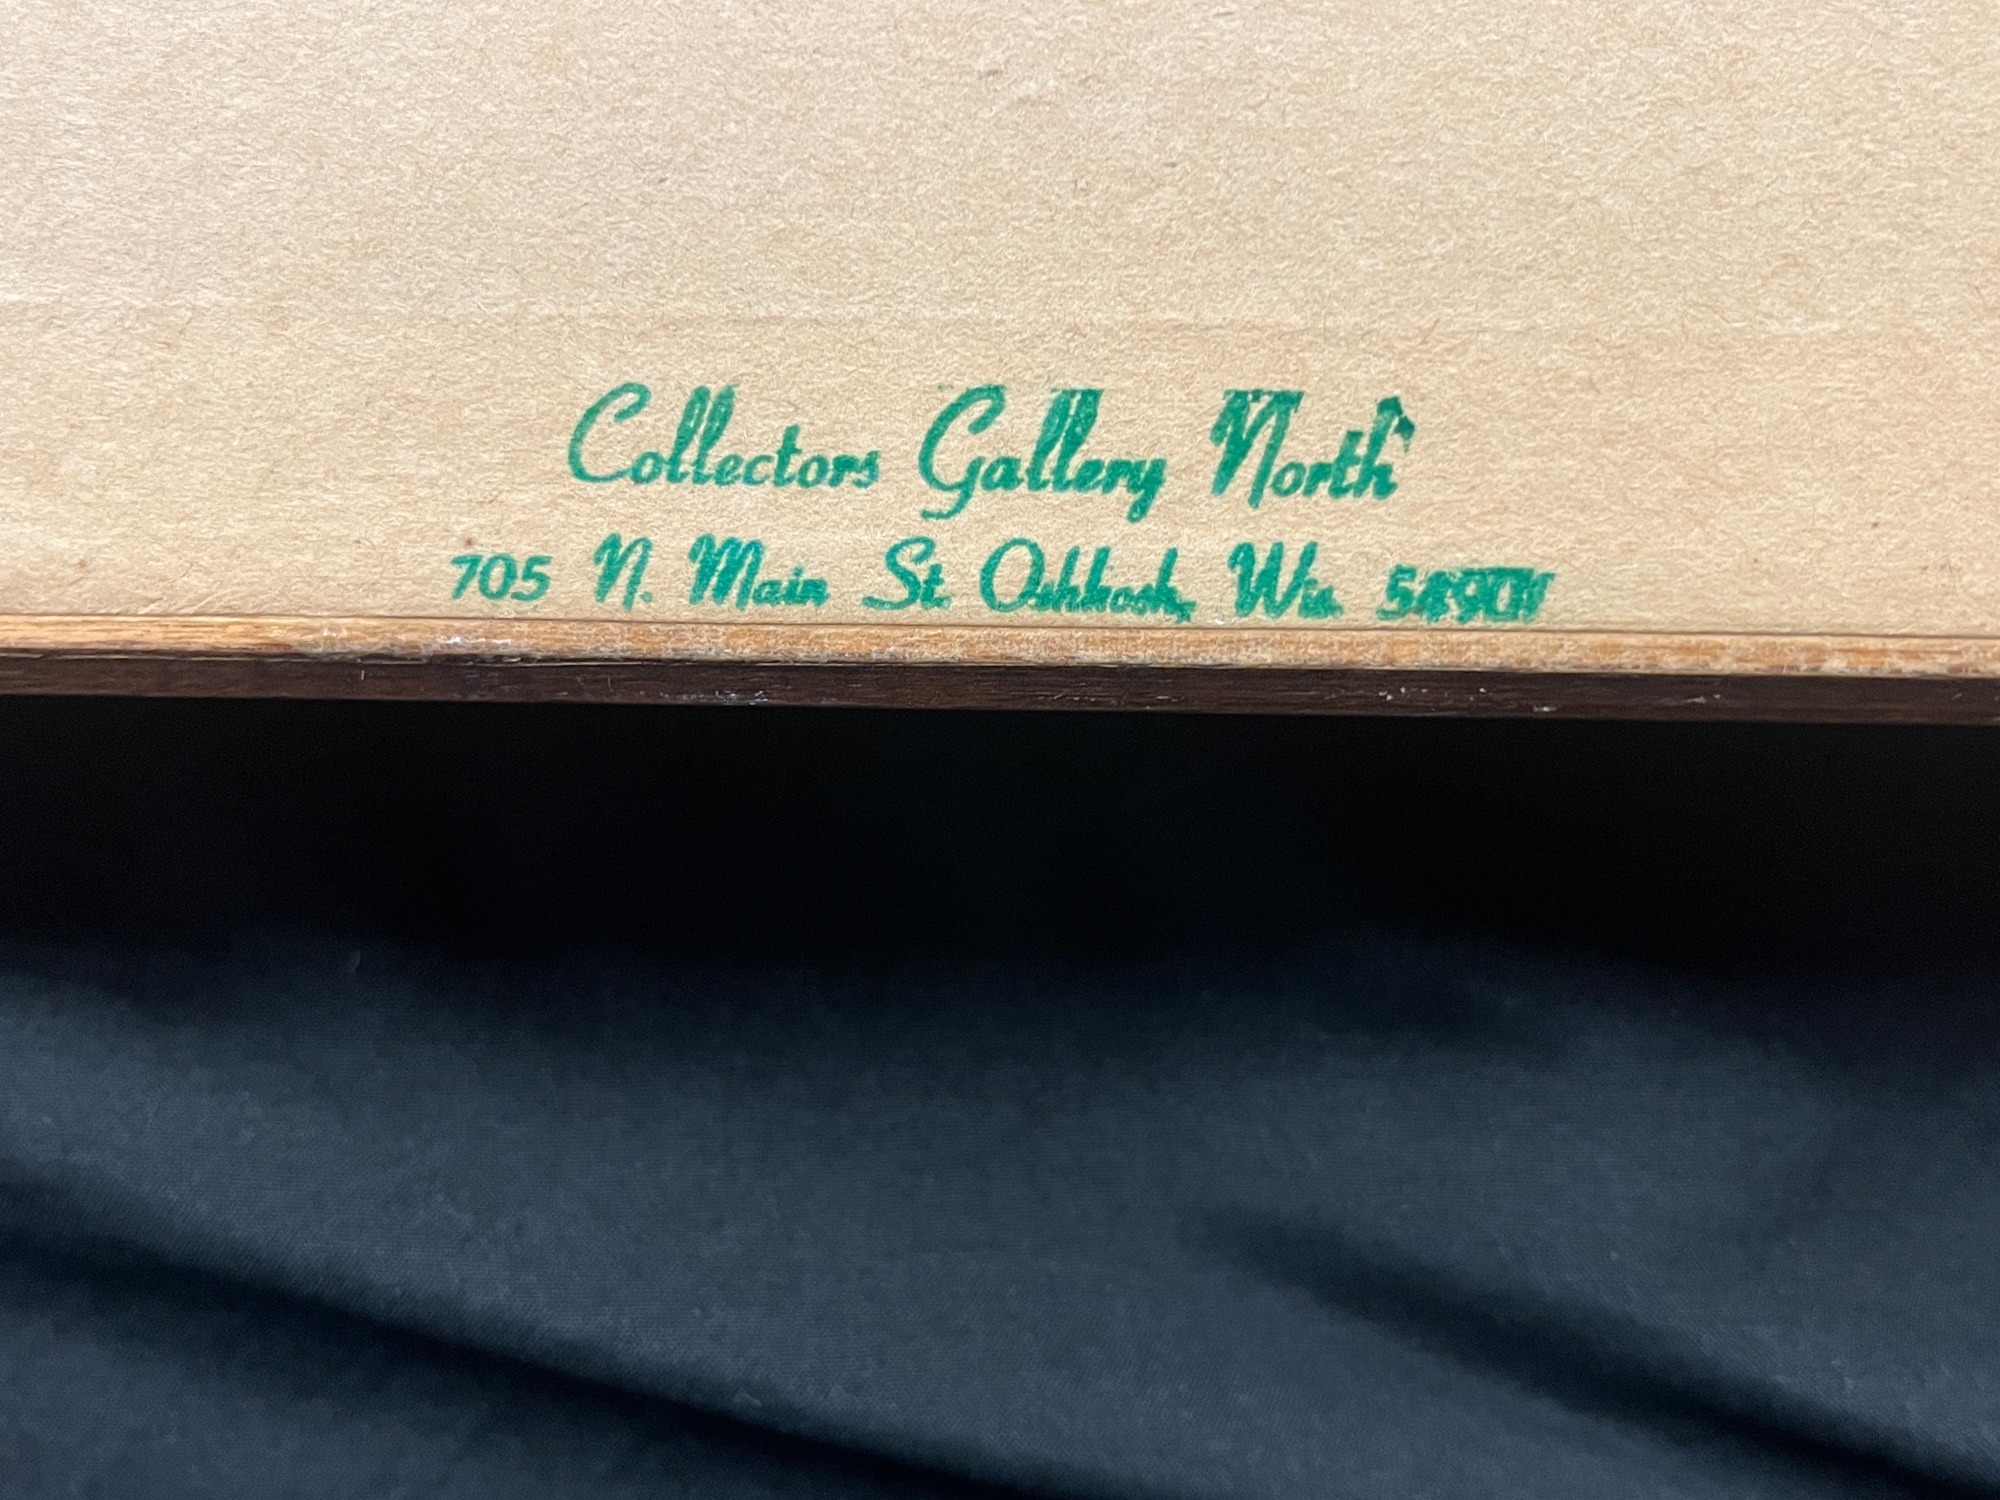 Collectors Gallery North
705 N. Main St. Oshkosh, Wis. 54901